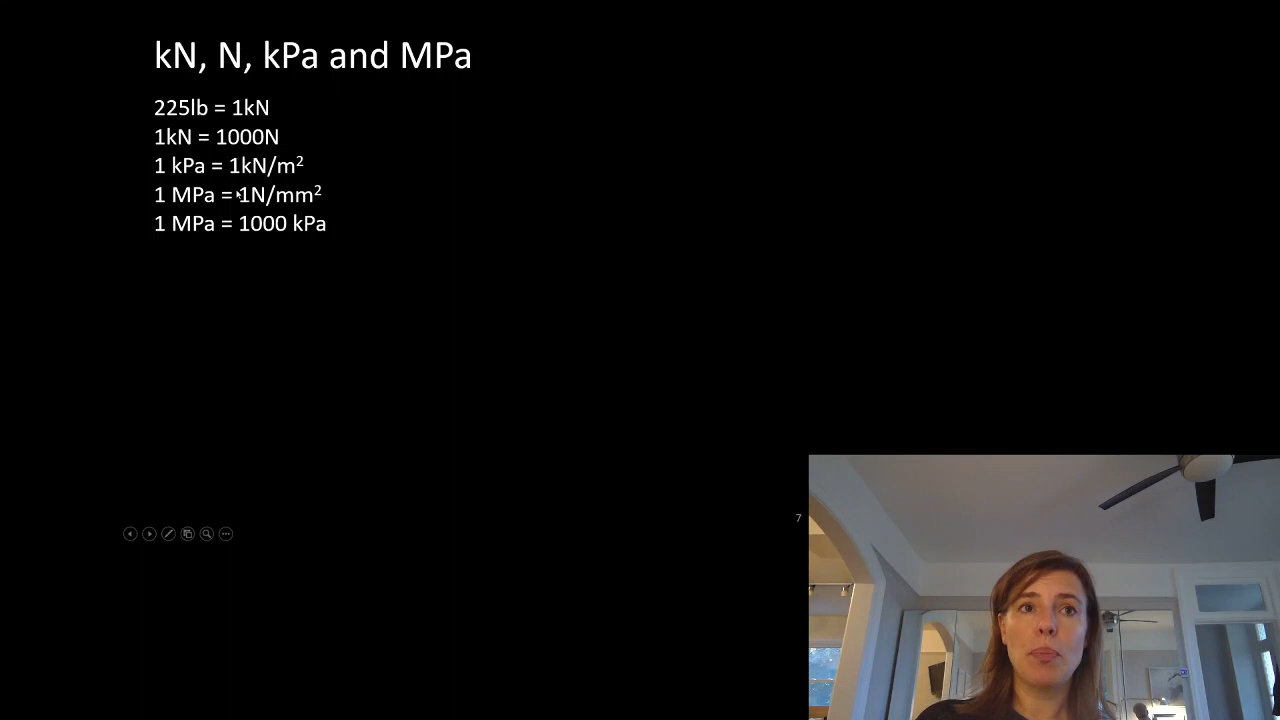 kN, N, kPa and MPa
225lb = 1kN
1kN = 1000N
1 kPa = 1kN/m²
1 MPa = 1N/mm²
1 MPa = 1000 kPa
7